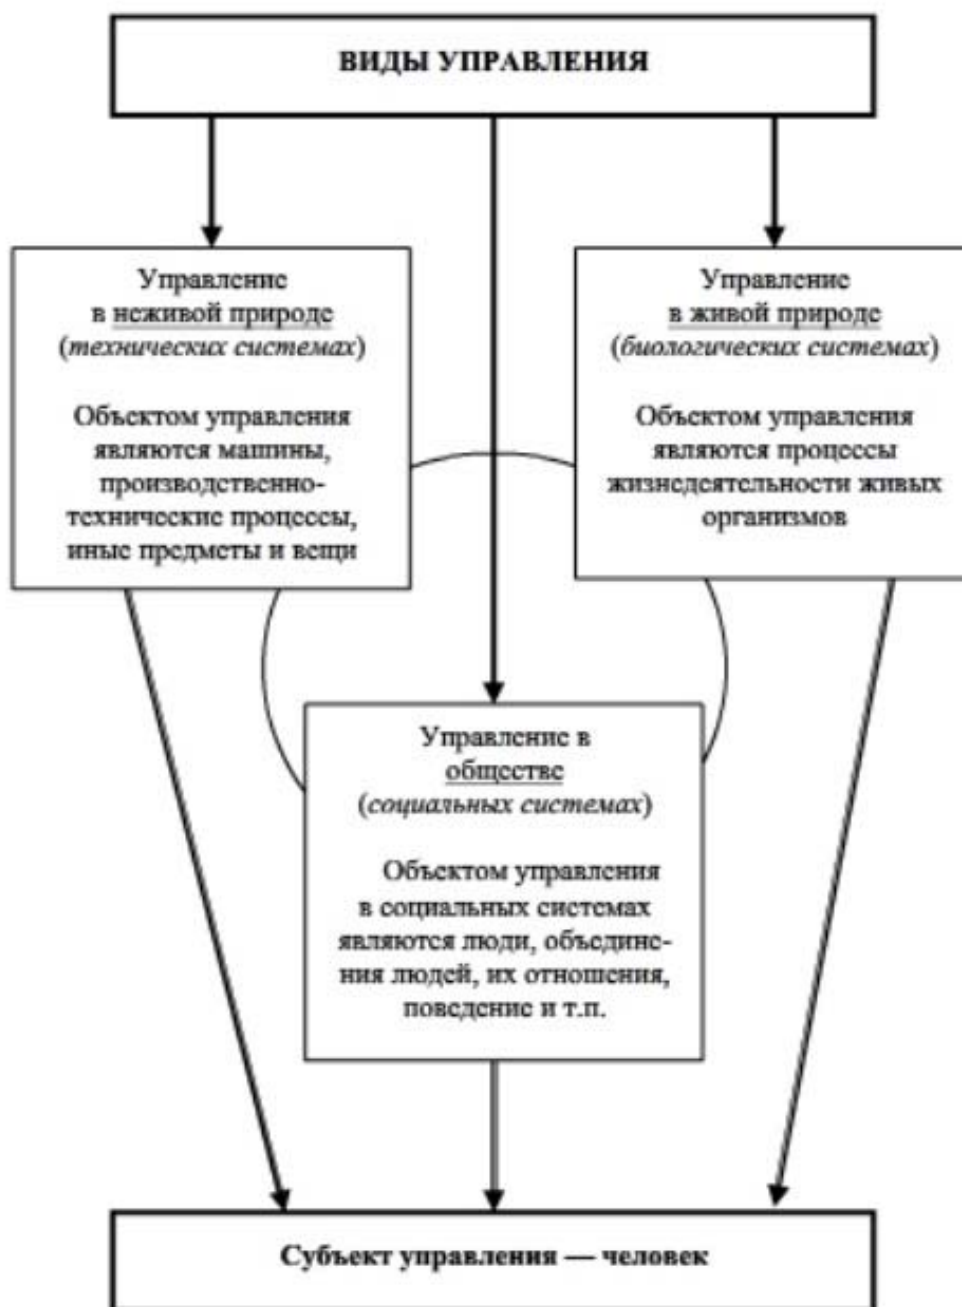 ВИДЫ УПРАВЛЕНИЯ
Управление
в неживой природе
(технических системах)
Объектом управления
являются машины,
производственно-
технические процессы,
иные предметы и вещи
Управление
в живой природе
(биологических системах)
Объектом управления
являются процессы
жизнедеятельности живых
организмов
Управление в
обществе
(социальных системах)
Объектом управления
в социальных системах
являются люди, объедине-
ния людей, их отношения,
поведение и т.п.
Субъект управления — человек